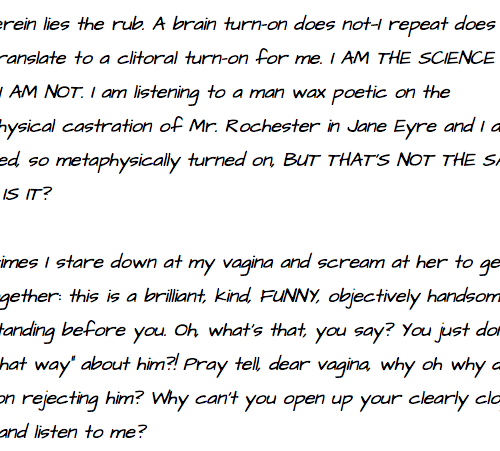 erein lies the rub. A brain turn-on does not-I repeat does
ranslate to a clitoral turn-on for me. I AM THE SCIENCE
I AM NOT. I am listening to a man wax poetic on the
hysical castration of Mr. Rochester in Jane Eyre and I a
ed, so metaphysically turned on, BUT THAT'S NOT THE SA
IS IT?
imes I stare down at my vagina and scream at her to ge
gether: this is a brilliant, kind, FUNNY, objectively handsom
tanding before you. Oh, what's that, you say? You just don
hat way" about him?! Pray tell, dear vagina, why oh why a
on rejecting him? Why can't you open up your clearly clo
and listen to me?